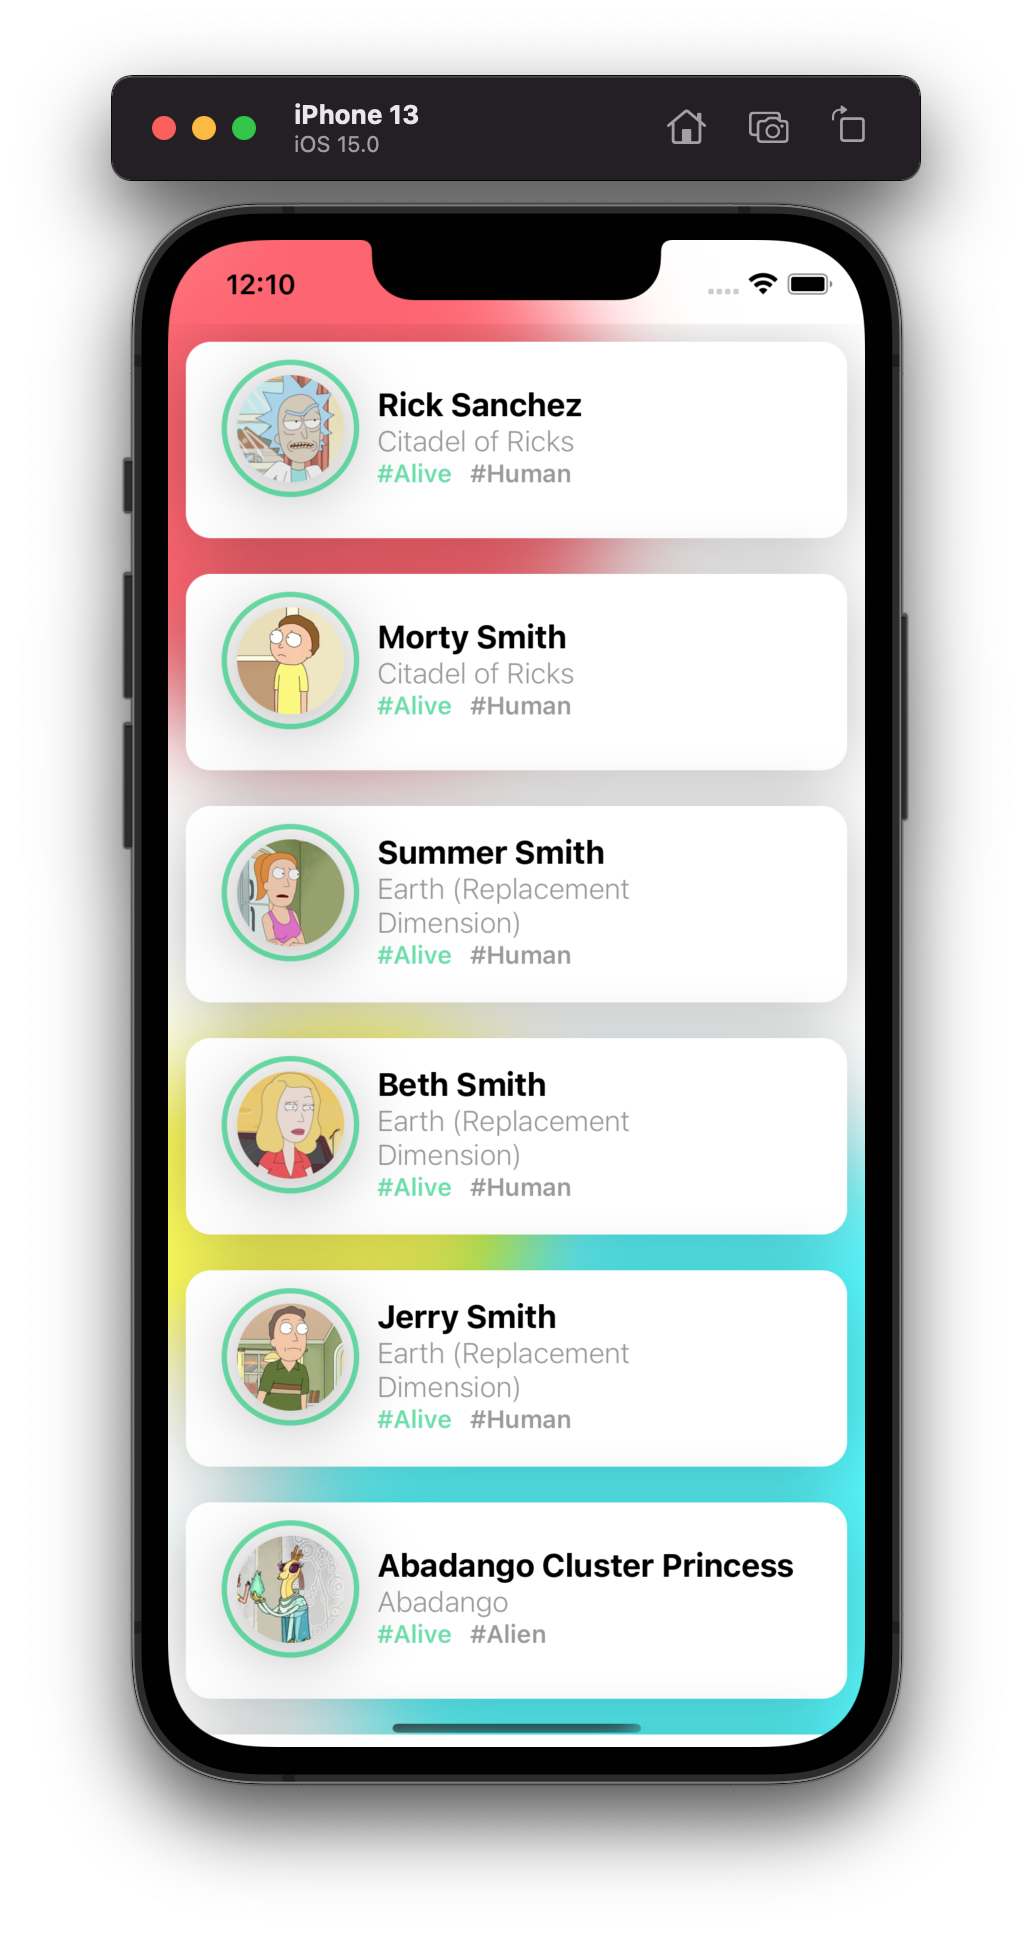 iPhone 13
iOS 15.0
12:10
Rick Sanchez
Citadel of Ricks
#Alive #Human
Morty Smith
Citadel of Ricks
#Alive #Human
Summer Smith
Earth (Replacement
Dimension)
#Alive #Human
Beth Smith
Earth (Replacement
Dimension)
#Alive #Human
Jerry Smith
Earth (Replacement
Dimension)
#Alive #Human
Abadango Cluster Princess
Abadango
#Alive #Alien